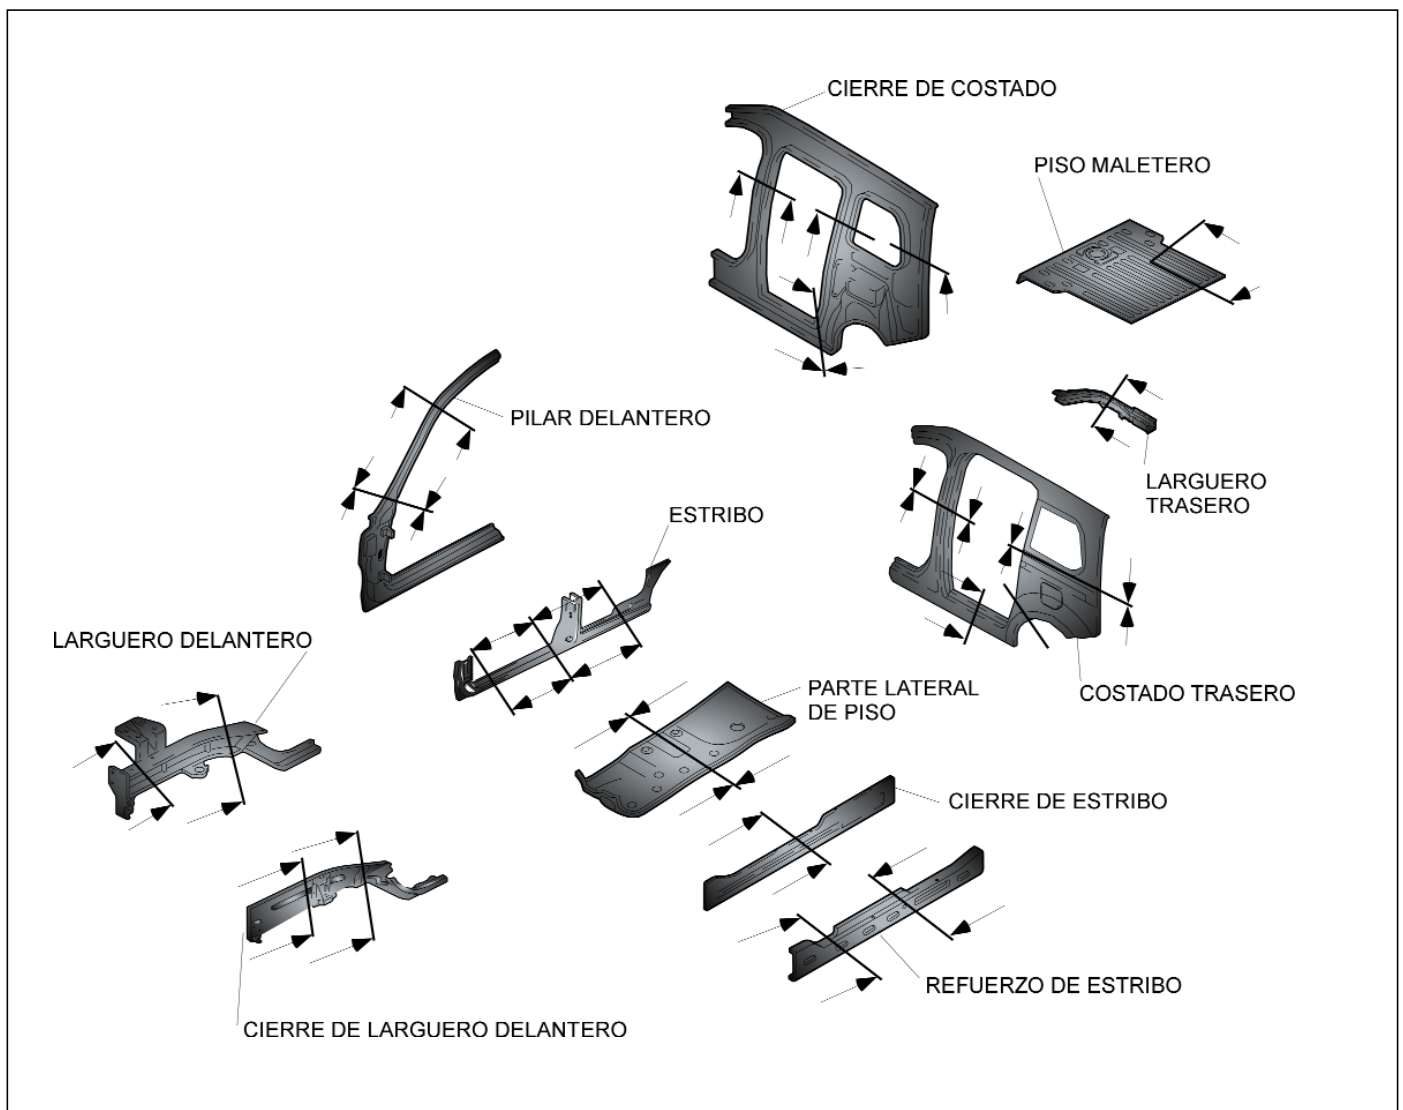 CIERRE DE COSTADO
PISO MALETERO
PILAR DELANTERO
LARGUERO
TRASERO
ESTRIBO
LARGUERO DELANTERO
PARTE LATERAL
DE PISO
COSTADO TRASERO
CIERRE DE ESTRIBO
REFUERZO DE ESTRIBO
CIERRE DE LARGUERO DELANTERO